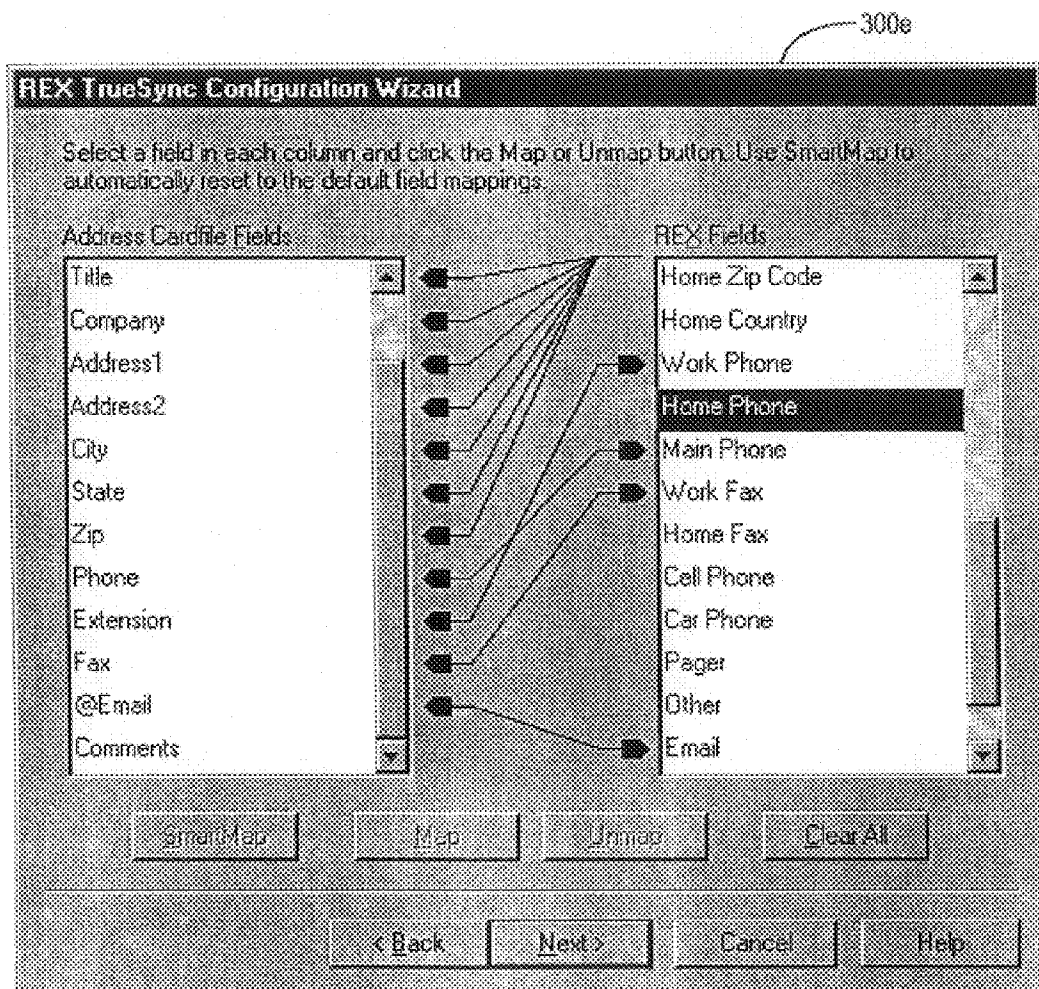 300e
REX TrueSync Configuration Wizard
Select a field in each column and click the Map or Unmap button. Use SmartMap to
automatically reset to the default field mappings.
Address Cardfile Fields
Title
Company
Address1
Address2
City
State
Zip
Phone
Extension
Fax
@Email
Comments
REX Fields
Home Zip Code
Home Country
Work Phone
Home Phone
Main Phone
Work Fax
Home Fax
Cell Phone
Car Phone
Pager
Other
Email
SmartMap
Map
Unmap
Clear All
< Back
Next >
Cancel
Help